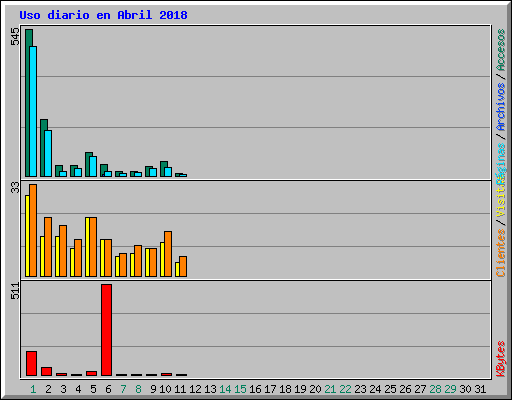 Uso diario en Abril 2018
545
33
511
Accesos / Archivos / Páginas
Visitas / Clientes
KBytes
1 2 3 4 5 6 7 8 9 10 11 12 13 14 15 16 17 18 19 20 21 22 23 24 25 26 27 28 29 30 31